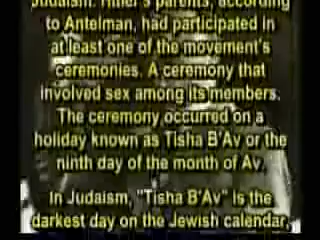 Judaism. Hitler's parents, according
to Antelman, had participated in
at least one of the movement's
ceremonies. A ceremony that
involved sex among its members.
The ceremony occurred on a
holiday known as Tisha B'Av or the
ninth day of the month of Av.
In Judaism, "Tisha B'Av" is the
darkest day on the Jewish calendar,